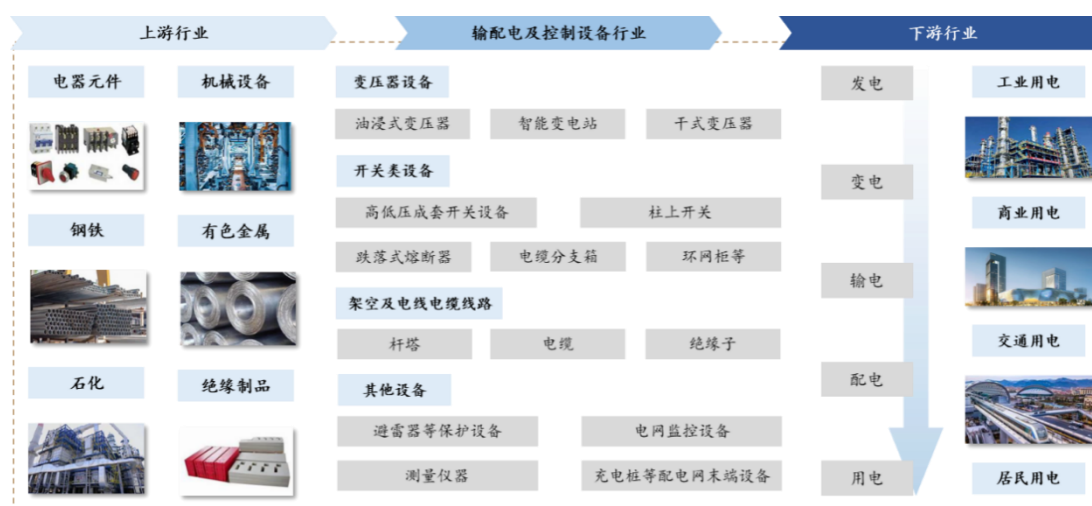 上游行业
输配电及控制设备行业
下游行业
电器元件
机械设备
钢铁
有色金属
石化
绝缘制品
变压器设备
油浸式变压器
智能变电站
干式变压器
开关类设备
高低压成套开关设备
柱上开关
跌落式熔断器
电缆分支箱
环网柜等
架空及电线电缆线路
杆塔
电缆
绝缘子
其他设备
避雷器等保护设备
电网监控设备
测量仪器
充电桩等配电网末端设备
发电
变电
输电
配电
用电
工业用电
商业用电
交通用电
居民用电